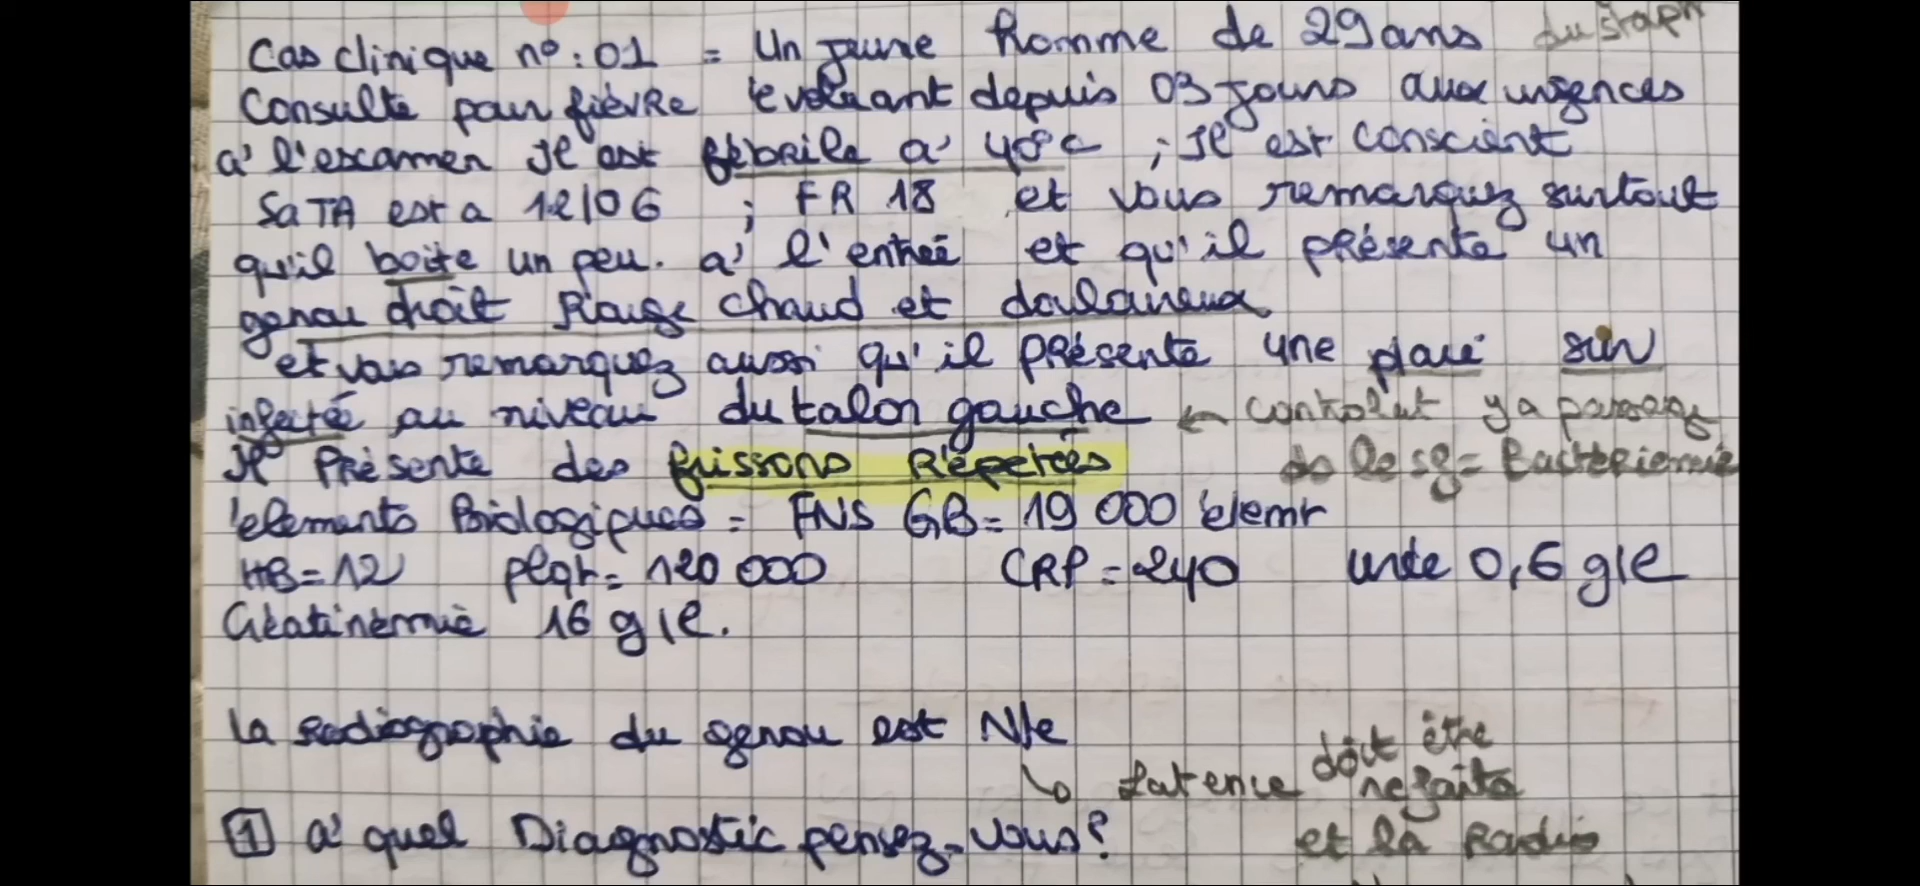 Cas clinique n°: 01 = Un jeune homme de 29 ans du staph
Consulte pour fièvre évoluant depuis 03 jours aux urgences
à l'examen Il est fébrile à 40°C ; Il est conscient
Sa TA est a 12/06 ; FR 18 et vous remarquez surtout
qu'il boite un peu. à l'entrée et qu'il présente un
genou droit Rouge chaud et douloureux
et vous remarquez aussi qu'il présente une plaie sur
infectée au niveau du talon gauche ← y a passage
Il Présente des frissons Répétés ds le sg = Bactériémie
élements Biologiques = FNS GB = 19 000 elemt
HB = 12 plqt = 120 000 CRP = 240 urée 0,6 g/l
Créatinémie 16 g/l.
la radiographie du genou est Nle
↳ Latence doit être
refaite
1 à quel Diagnostic pensez-vous? et la Radio